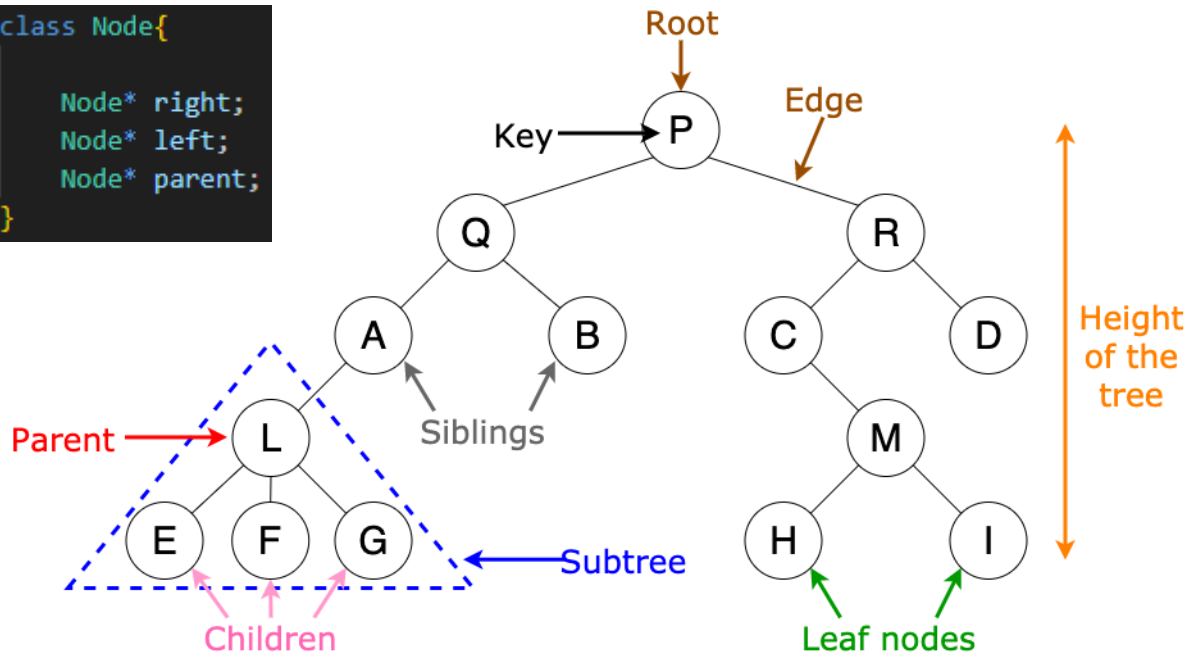 class Node{
Node* right;
Node* left;
Node* parent;
}
Root
Key
P
Edge
Q
R
A
B
C
D
Height
of the
tree
Siblings
Parent
L
M
E
F
G
H
I
Subtree
Children
Leaf nodes